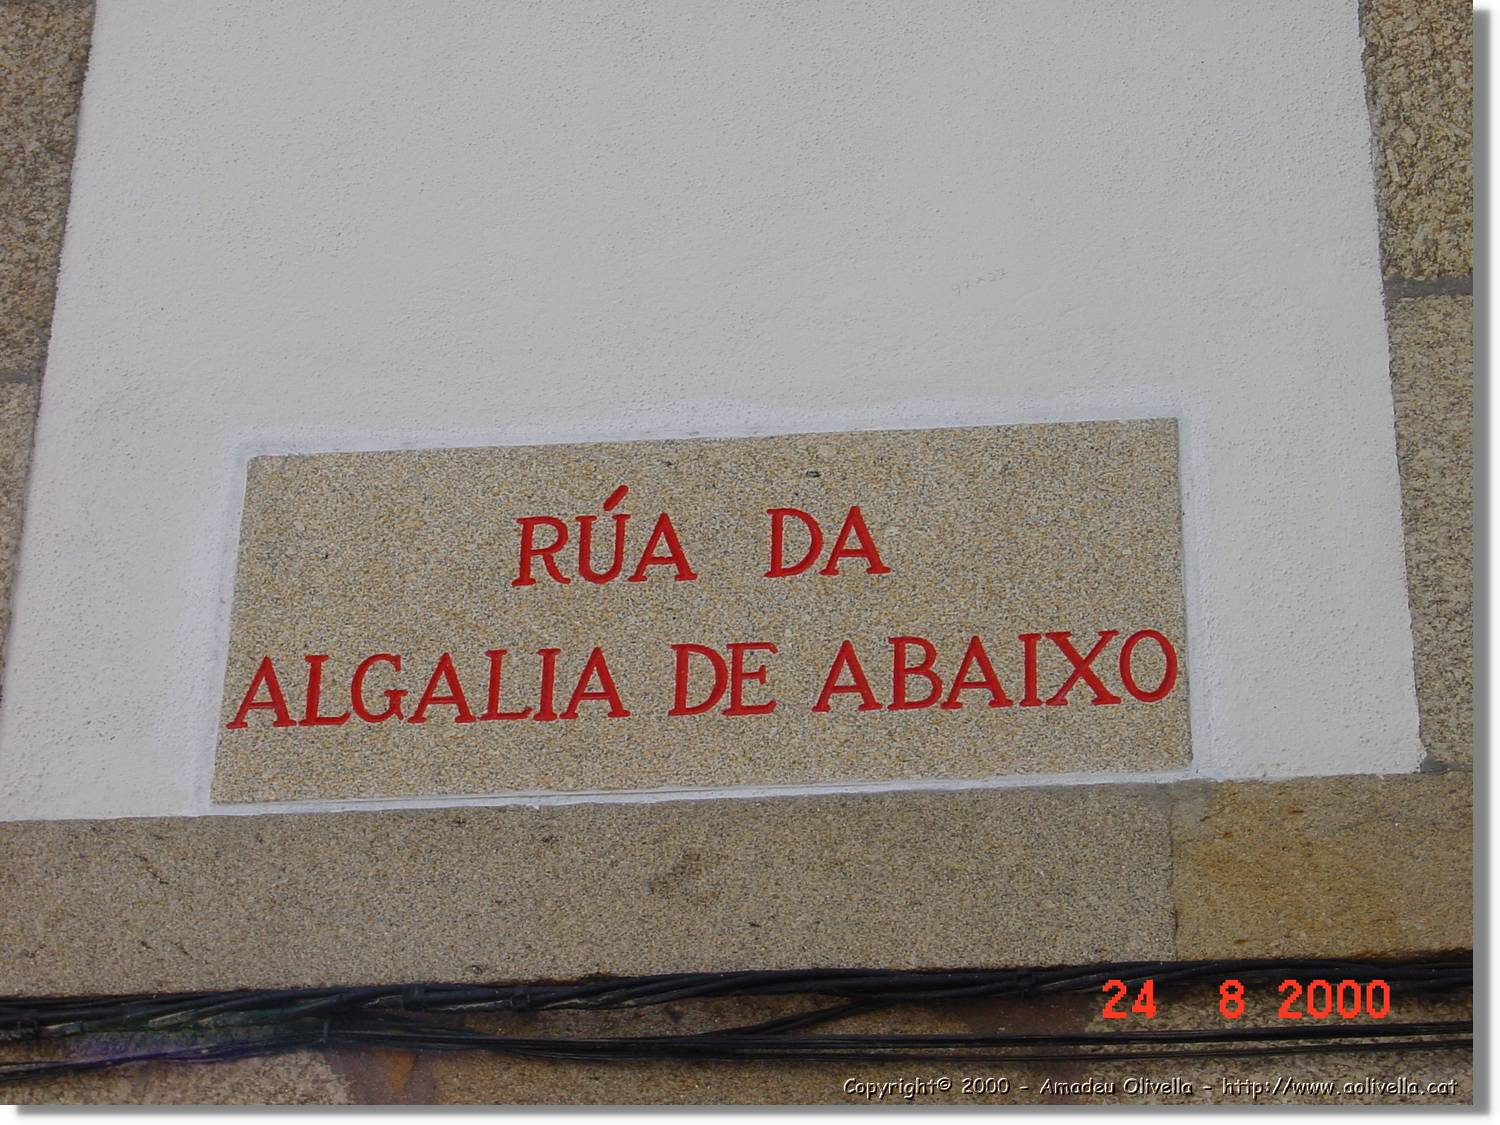 RÚA DA
ALGALIA DE ABAIXO
24 8 2000
Copyright© 2000 - Amadeu Olivella - http://www.aolivella.cat